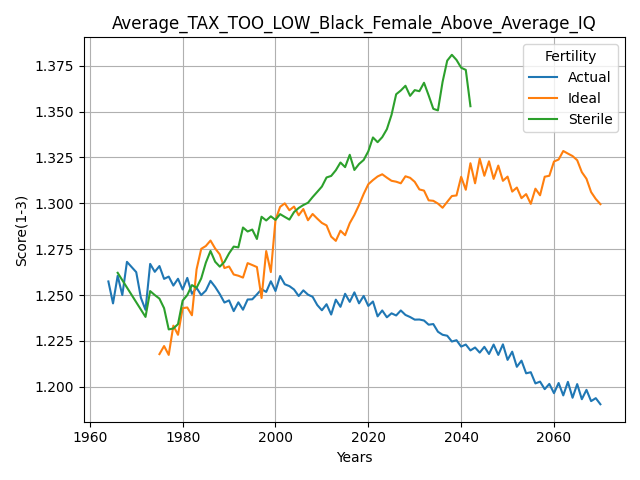 Average_TAX_TOO_LOW_Black_Female_Above_Average_IQ
Fertility
Actual
Ideal
Sterile
Score(1-3)
1.375
1.350
1.325
1.300
1.275
1.250
1.225
1.200
1960
1980
2000
2020
2040
2060
Years